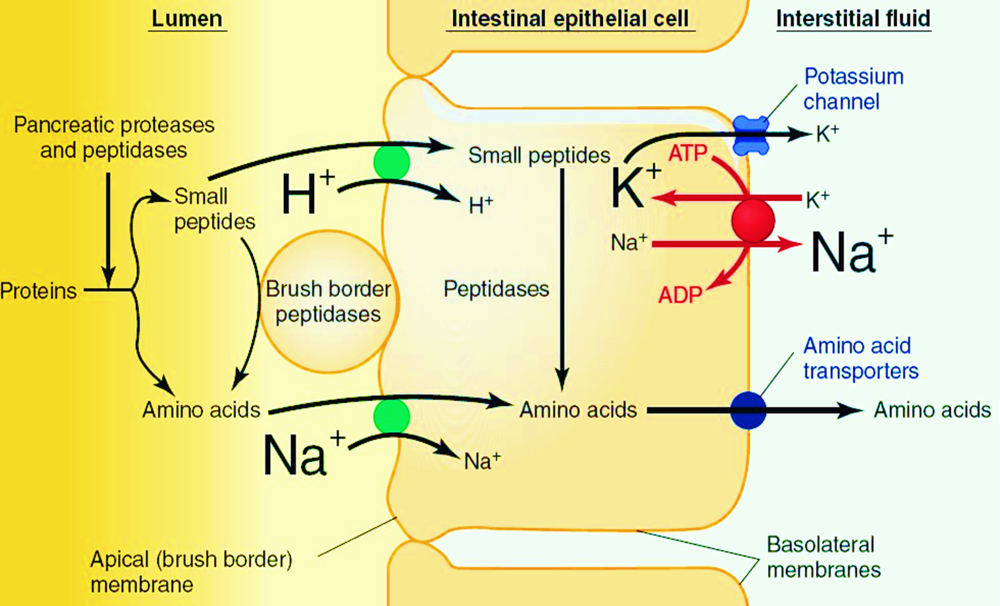 Lumen
Intestinal epithelial cell
Interstitial fluid
Potassium
channel
Pancreatic proteases
and peptidases
K+
Small peptides
ATP
H+
K+
Small
peptides
H+
K+
Na+
Na+
Proteins
Brush border
peptidases
Peptidases
ADP
Amino acid
transporters
Amino acids
Amino acids
Amino acids
Na+
Na+
Apical (brush border)
membrane
Basolateral
membranes